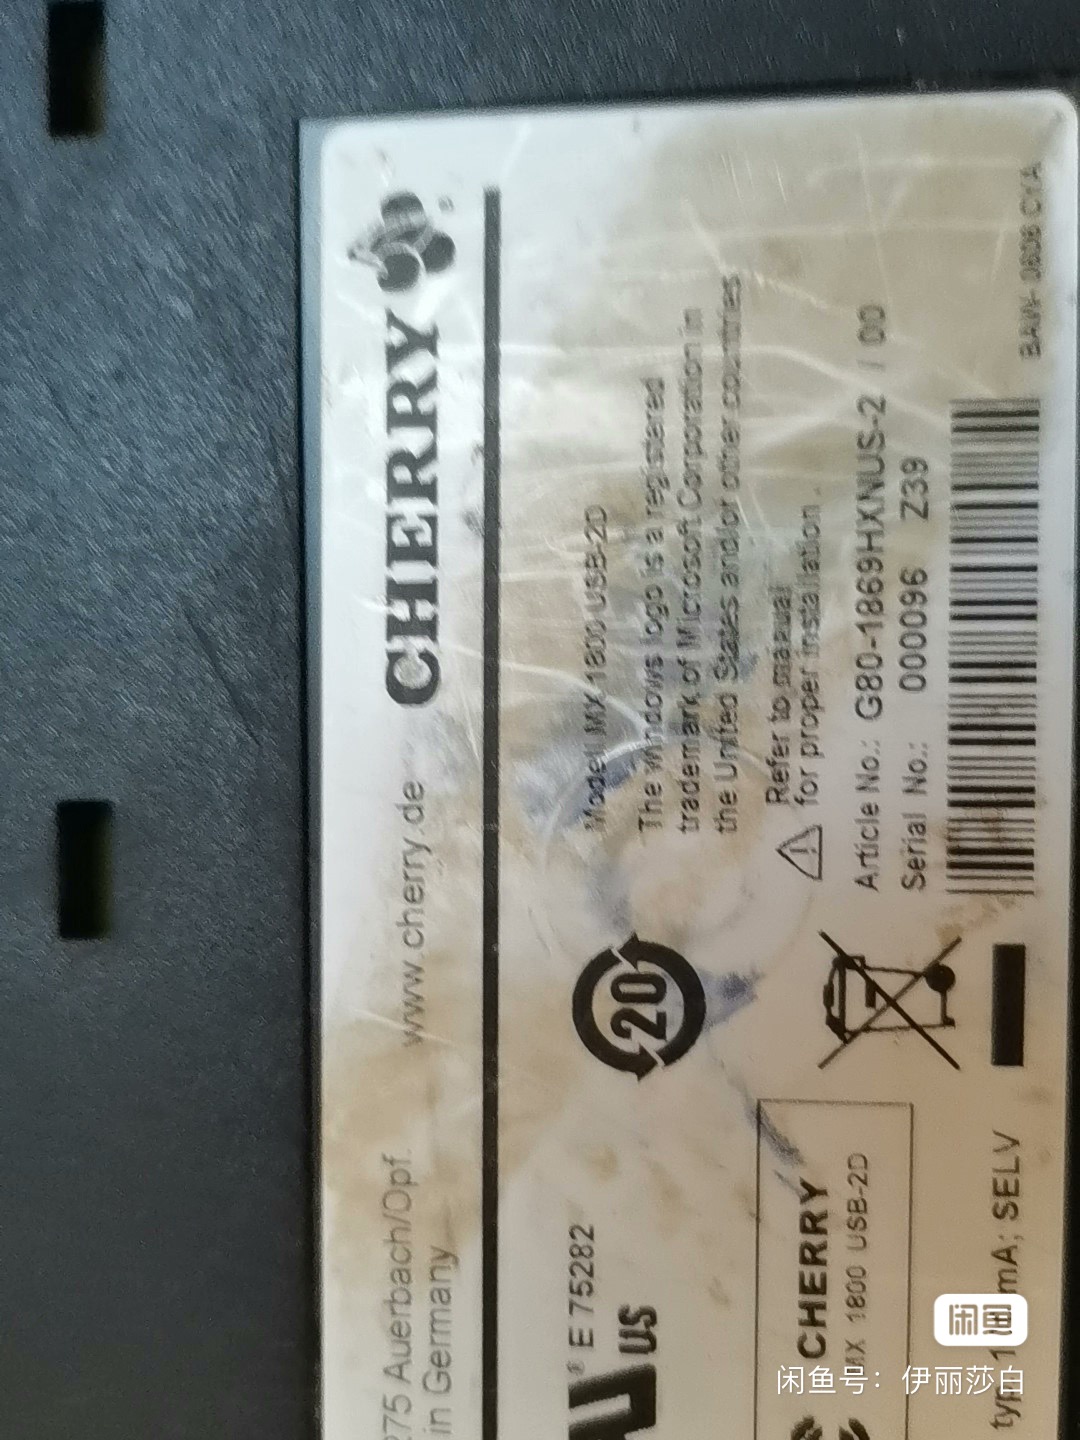 CHERRY
www.cherry.de
275 Auerbach/Opf.
in Germany
Model: MX 1800 USB-2D
The windows logo is a registered
trademark of Microsoft Corporation in
the United States and/or other countries
Refer to manual
for proper installation.
Article No.: G80-1869HXNUS-2 / 00
Serial No.: 000096 Z39
BAW- 0608 CYA
20
® E 75282
US
CHERRY
MX 1800 USB-2D
typ. mA; SELV
闲鱼
闲鱼号：伊丽莎白